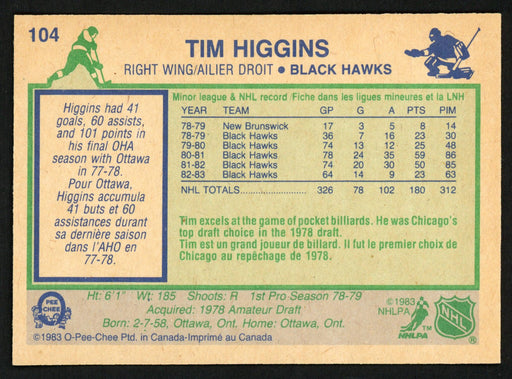 104
TIM HIGGINS
RIGHT WING/AILIER DROIT • BLACK HAWKS
Higgins had 41
goals, 60 assists,
and 101 points in
his final OHA
season with Ottawa
in 77-78.
Pour Ottawa,
Higgins accumula
41 buts et 60
assistances durant
sa dernière saison
dans l'AHO en
77-78.
Minor league & NHL record/Fiche dans les ligues mineures et la LNH
YEAR TEAM GP G A PTS PIM
78-79 New Brunswick 17 3 5 8 14
78-79 Black Hawks 36 7 16 23 30
79-80 Black Hawks 74 13 12 25 48
80-81 Black Hawks 78 24 35 59 86
81-82 Black Hawks 74 20 30 50 85
82-83 Black Hawks 64 14 9 23 63
NHL TOTALS 326 78 102 180 312
Tim excels at the game of pocket billiards. He was Chicago's
top draft choice in the 1978 draft.
Tim est un grand joueur de billard. Il fut le premier choix de
Chicago au repêchage de 1978.
O-PEE-CHEE
Ht: 6'1" Wt: 185 Shoots: R 1st Pro Season 78-79
Acquired: 1978 Amateur Draft
Born: 2-7-58, Ottawa, Ont. Home: Ottawa, Ont.
©1983 O-Pee-Chee Ptd. in Canada-Imprimé au Canada
©1983
NHLPA
NHLPA
TM
NHL
®